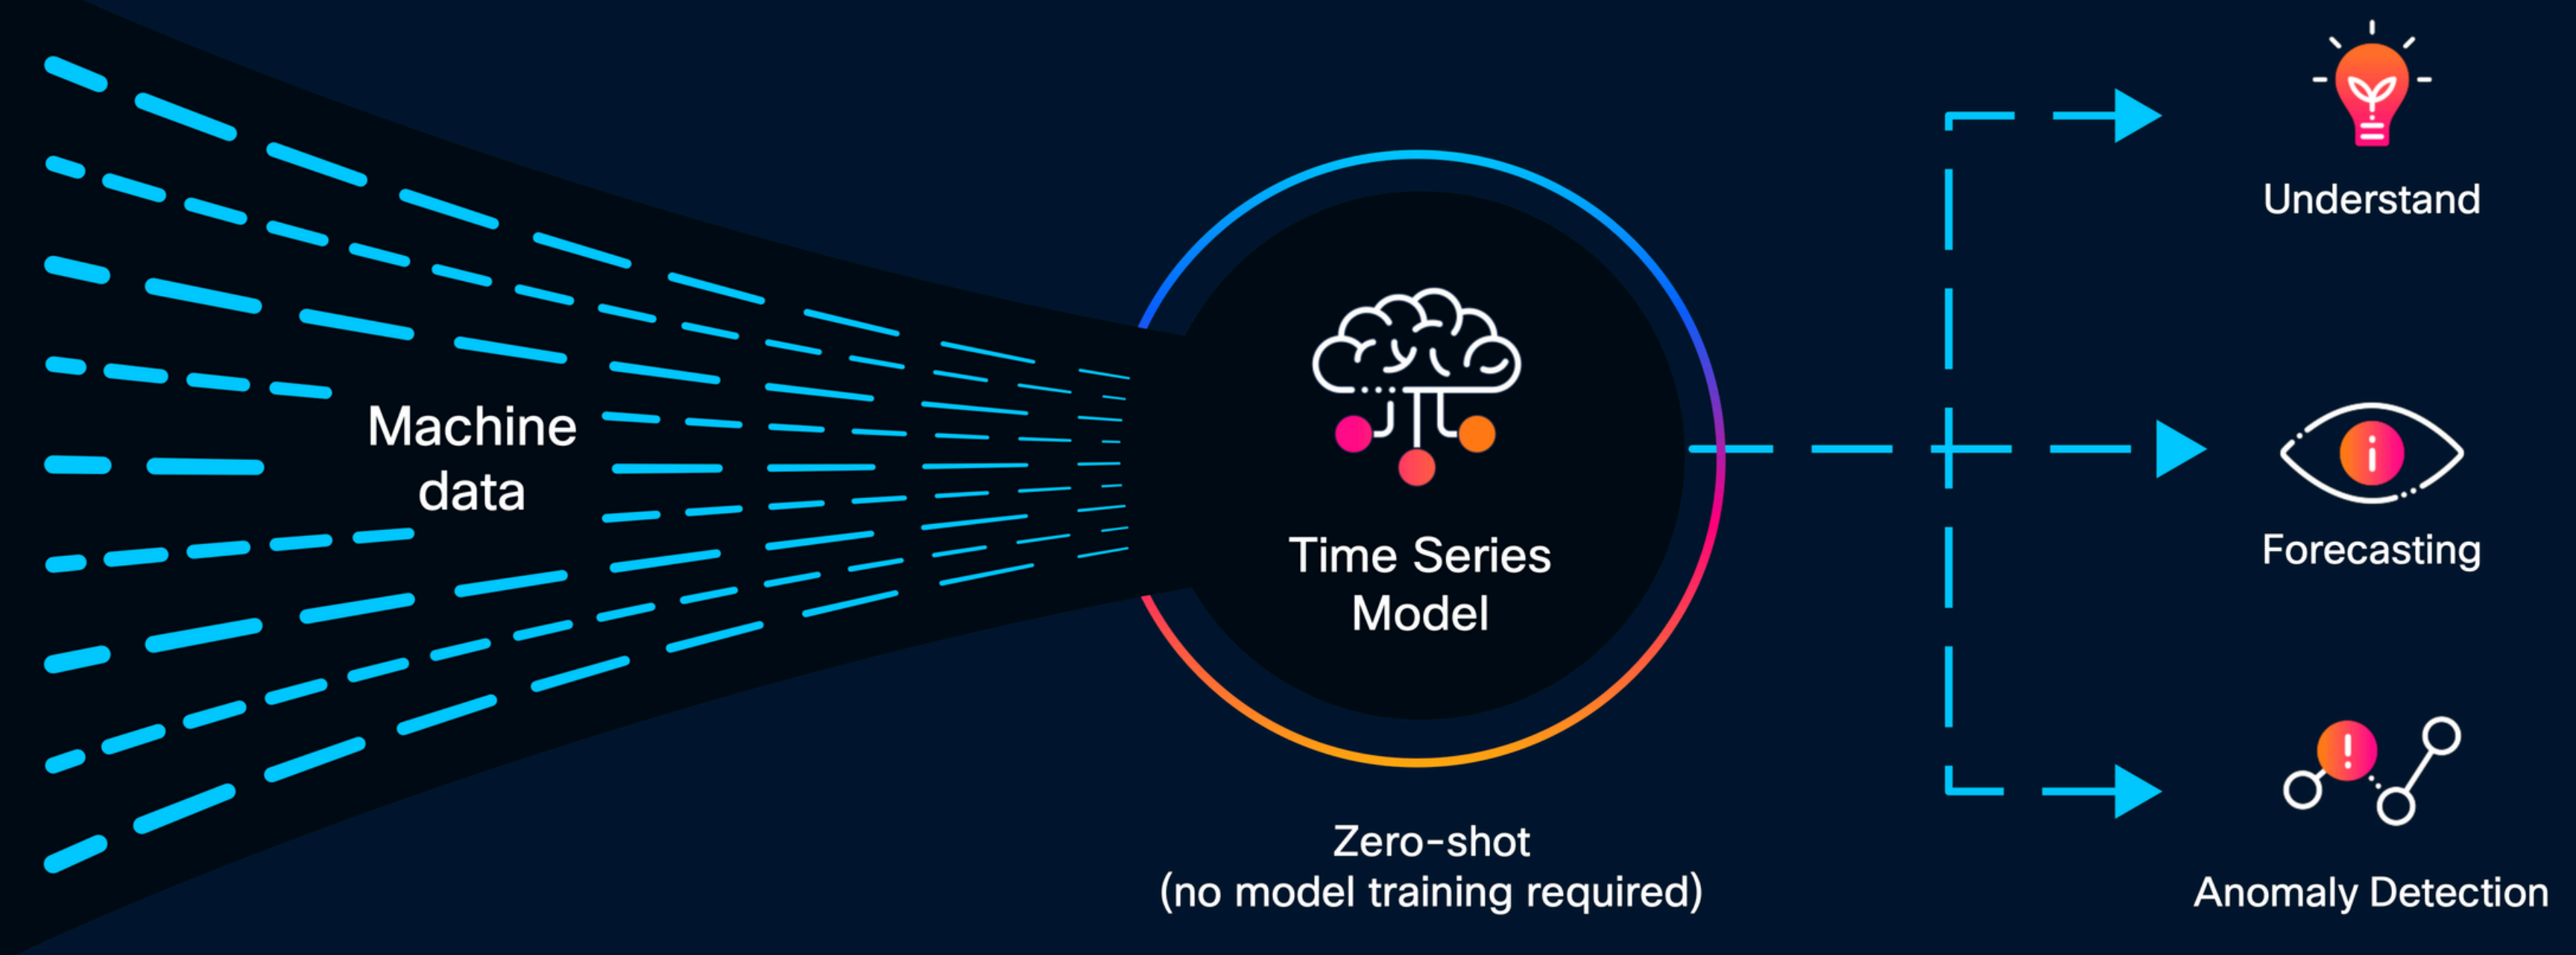 Machine
data
Time Series
Model
Zero-shot
(no model training required)
Understand
Forecasting
Anomaly Detection